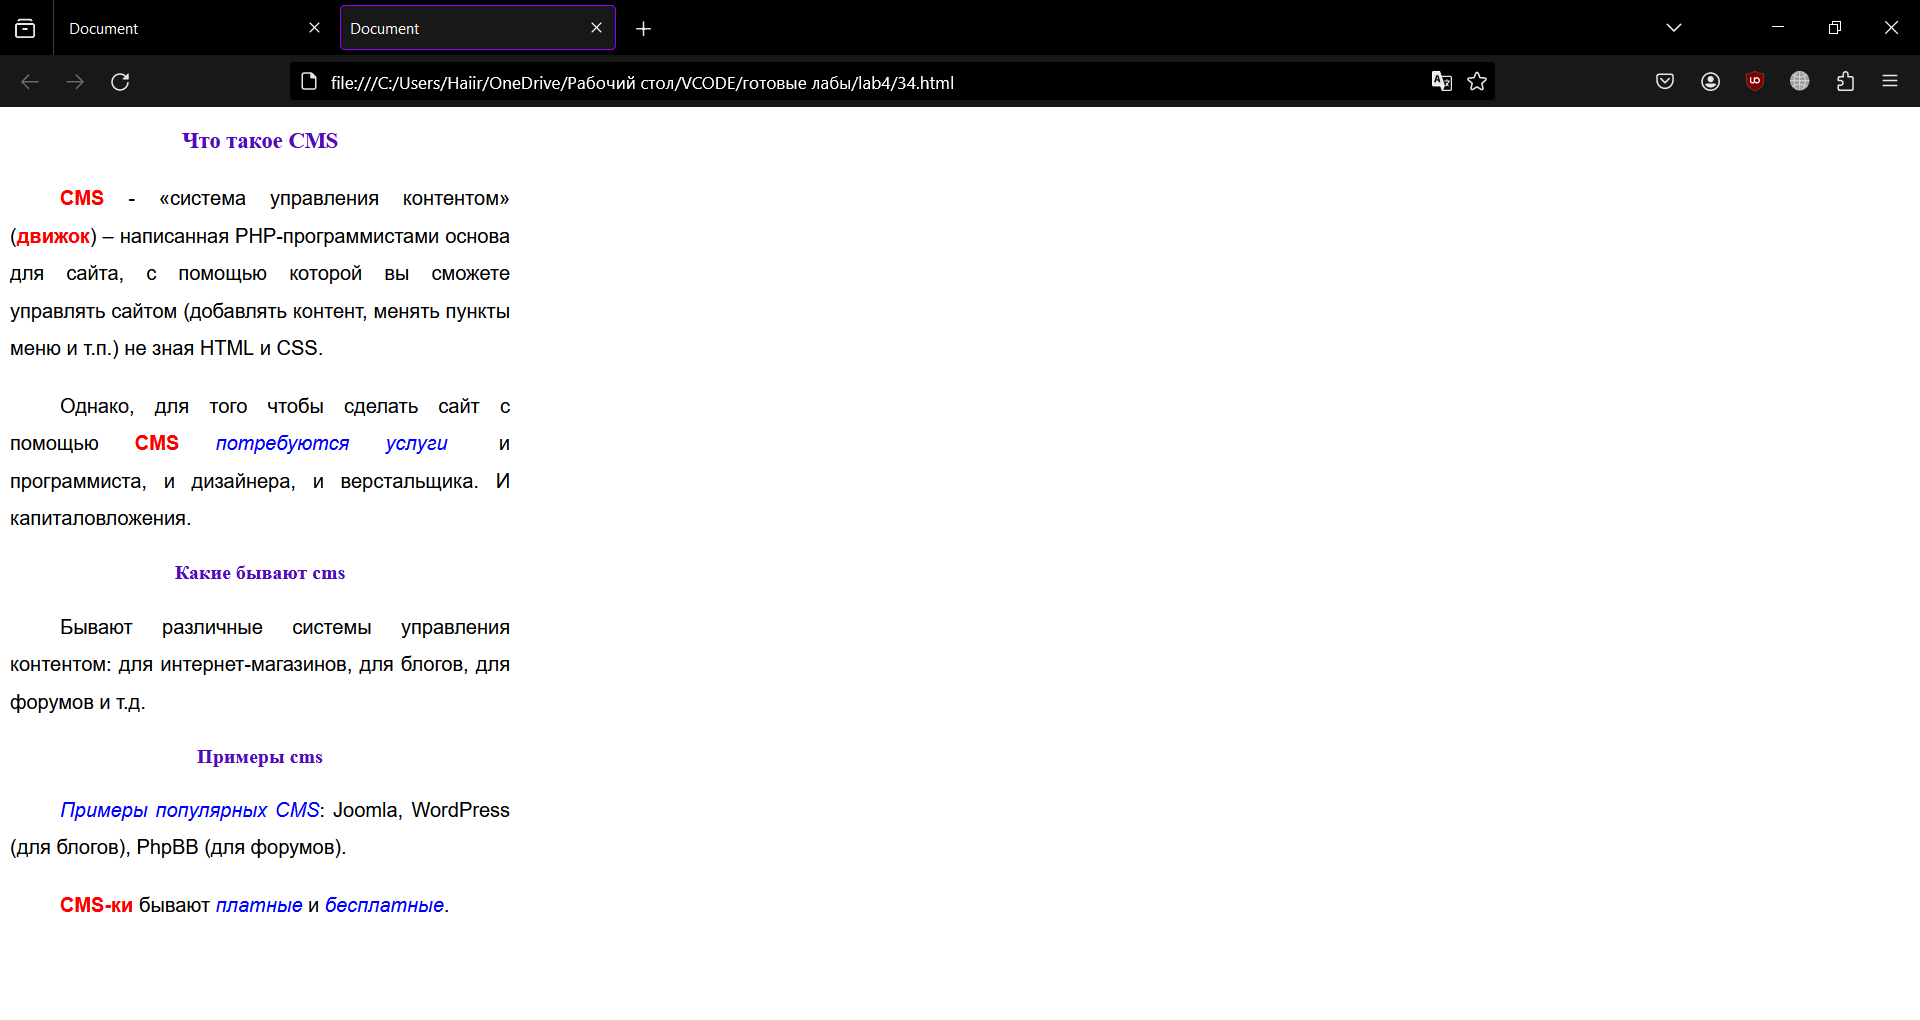 Document
Document
file:///C:/Users/Haiir/OneDrive/Рабочий стол/VCODE/готовые лабы/lab4/34.html
Что такое CMS
CMS - «система управления контентом»
(движок) – написанная PHP-программистами основа
для сайта, с помощью которой вы сможете
управлять сайтом (добавлять контент, менять пункты
меню и т.п.) не зная HTML и CSS.
Однако, для того чтобы сделать сайт с
помощью CMS потребуются услуги и
программиста, и дизайнера, и верстальщика. И
капиталовложения.
Какие бывают cms
Бывают различные системы управления
контентом: для интернет-магазинов, для блогов, для
форумов и т.д.
Примеры cms
Примеры популярных CMS: Joomla, WordPress
(для блогов), PhpBB (для форумов).
CMS-ки бывают платные и бесплатные.